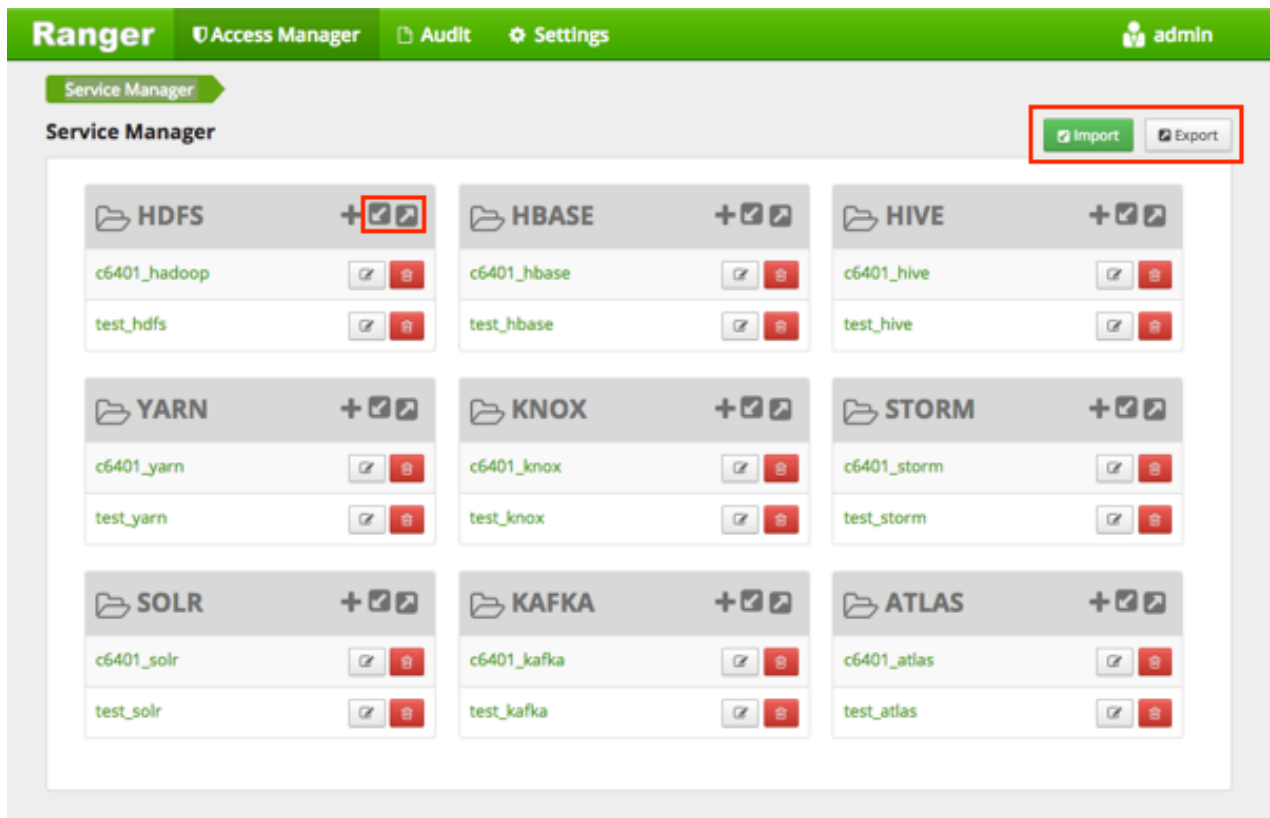 Ranger Access Manager Audit Settings admin
Service Manager
Service Manager Import Export
HDFS HBASE HIVE
c6401_hadoop c6401_hbase c6401_hive
test_hdfs test_hbase test_hive
YARN KNOX STORM
c6401_yarn c6401_knox c6401_storm
test_yarn test_knox test_storm
SOLR KAFKA ATLAS
c6401_solr c6401_kafka c6401_atlas
test_solr test_kafka test_atlas